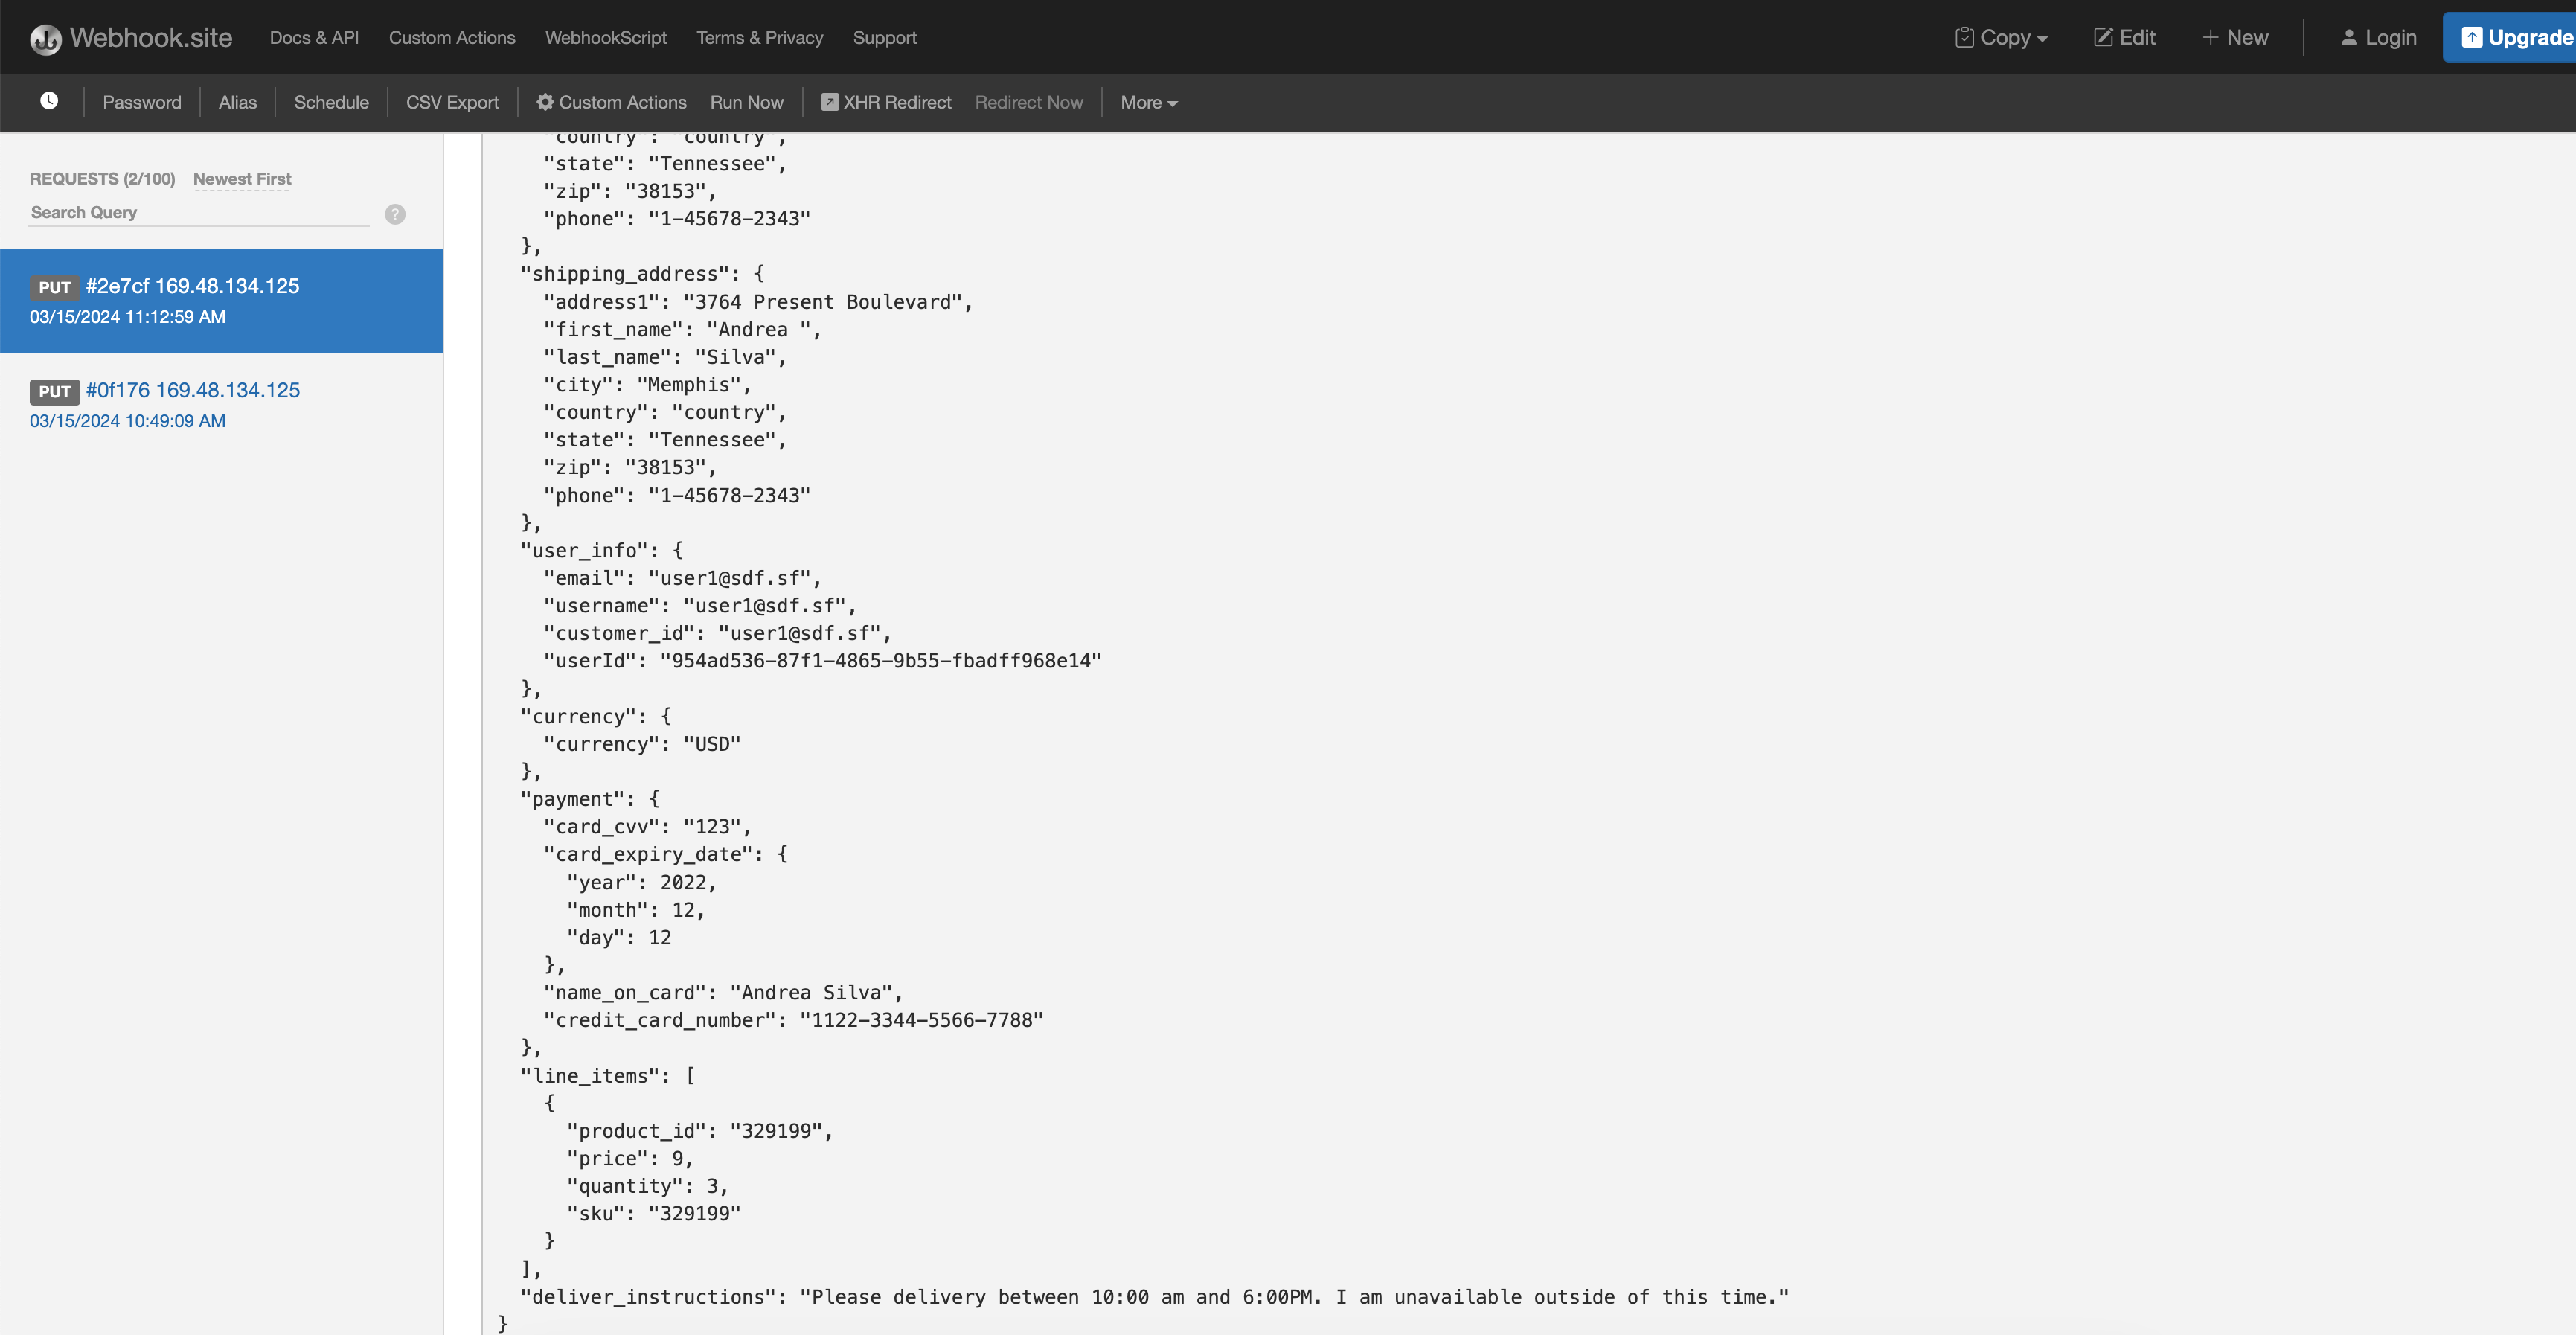 Webhook.site Docs & API Custom Actions WebhookScript Terms & Privacy Support Copy Edit + New Login Upgrade
Password Alias Schedule CSV Export Custom Actions Run Now XHR Redirect Redirect Now More
REQUESTS (2/100) Newest First
Search Query ?
PUT #2e7cf 169.48.134.125
03/15/2024 11:12:59 AM
PUT #0f176 169.48.134.125
03/15/2024 10:49:09 AM
"country": "country",
"state": "Tennessee",
"zip": "38153",
"phone": "1-45678-2343"
},
"shipping_address": {
"address1": "3764 Present Boulevard",
"first_name": "Andrea ",
"last_name": "Silva",
"city": "Memphis",
"country": "country",
"state": "Tennessee",
"zip": "38153",
"phone": "1-45678-2343"
},
"user_info": {
"email": "user1@sdf.sf",
"username": "user1@sdf.sf",
"customer_id": "user1@sdf.sf",
"userId": "954ad536-87f1-4865-9b55-fbadff968e14"
},
"currency": {
"currency": "USD"
},
"payment": {
"card_cvv": "123",
"card_expiry_date": {
"year": 2022,
"month": 12,
"day": 12
},
"name_on_card": "Andrea Silva",
"credit_card_number": "1122-3344-5566-7788"
},
"line_items": [
{
"product_id": "329199",
"price": 9,
"quantity": 3,
"sku": "329199"
}
],
"deliver_instructions": "Please delivery between 10:00 am and 6:00PM. I am unavailable outside of this time."
}